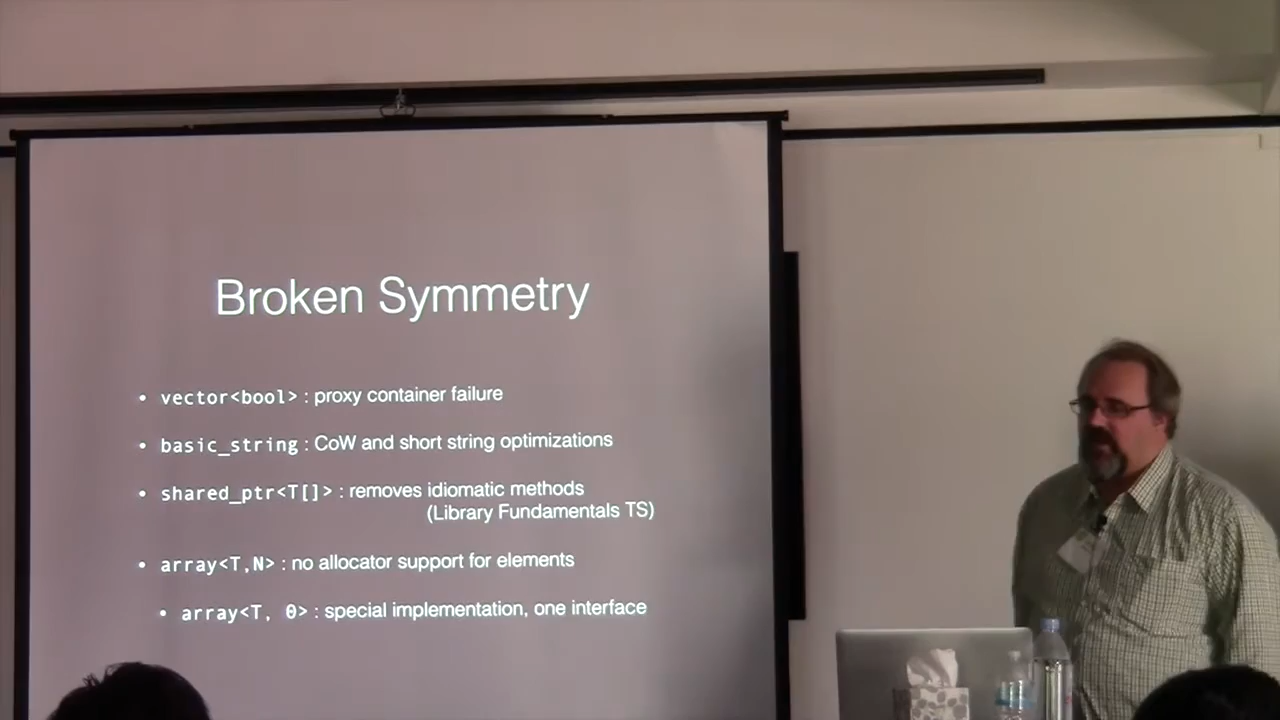 Broken Symmetry
• vector<bool> : proxy container failure
• basic_string : CoW and short string optimizations
• shared_ptr<T[]> : removes idiomatic methods
(Library Fundamentals TS)
• array<T,N> : no allocator support for elements
• array<T, 0> : special implementation, one interface